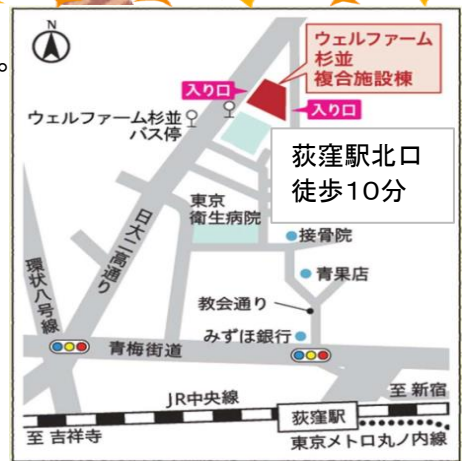 。
N
ウェルファーム
杉並
複合施設棟
入り口
入り口
ウェルファーム杉並
バス停
荻窪駅北口
徒歩10分
東京
衛生病院
日大二高通り
接骨院
環状八号線
青果店
教会通り
みずほ銀行
青梅街道
JR中央線
至 新宿
荻窪駅
至 吉祥寺
東京メトロ丸ノ内線